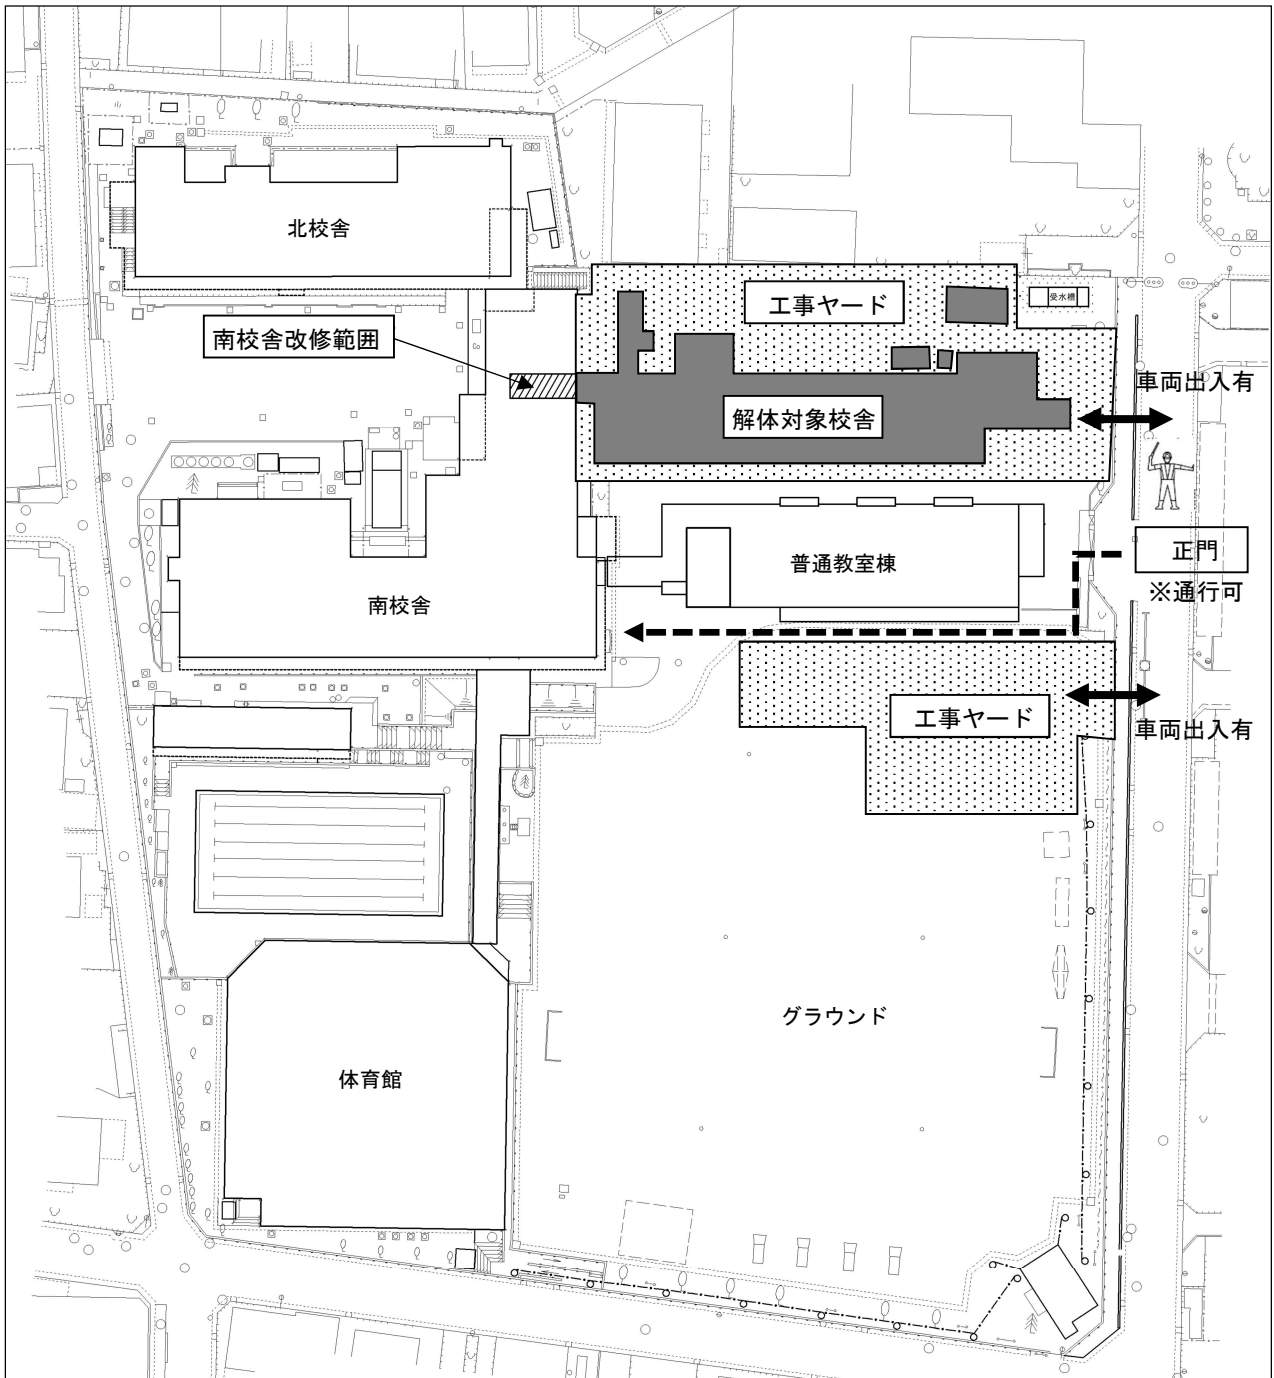 北校舎
工事ヤード
受水槽
南校舎改修範囲
車両出入有
解体対象校舎
正門
※通行可
普通教室棟
南校舎
工事ヤード
車両出入有
グラウンド
体育館